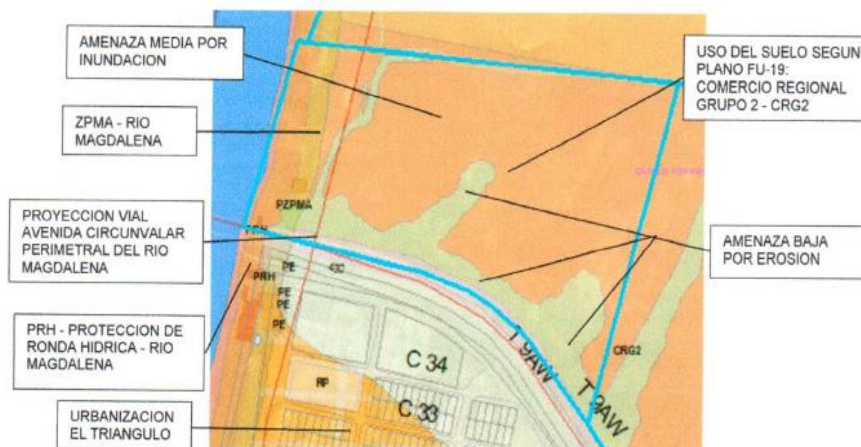 AMENAZA MEDIA POR
INUNDACION
ZPMA - RIO
MAGDALENA
PROYECCION VIAL
AVENIDA CIRCUNVALAR
PERIMETRAL DEL RIO
MAGDALENA
PRH - PROTECCION DE
RONDA HIDRICA - RIO
MAGDALENA
URBANIZACION
EL TRIANGULO
USO DEL SUELO SEGUN
PLANO FU-19:
COMERCIO REGIONAL
GRUPO 2 - CRG2
AMENAZA BAJA
POR EROSION
PZPMA
PRH
PRH
PE
430
PE
PE
PE
RP
C 34
C 33
T 9AW
T 9AW
CRG2